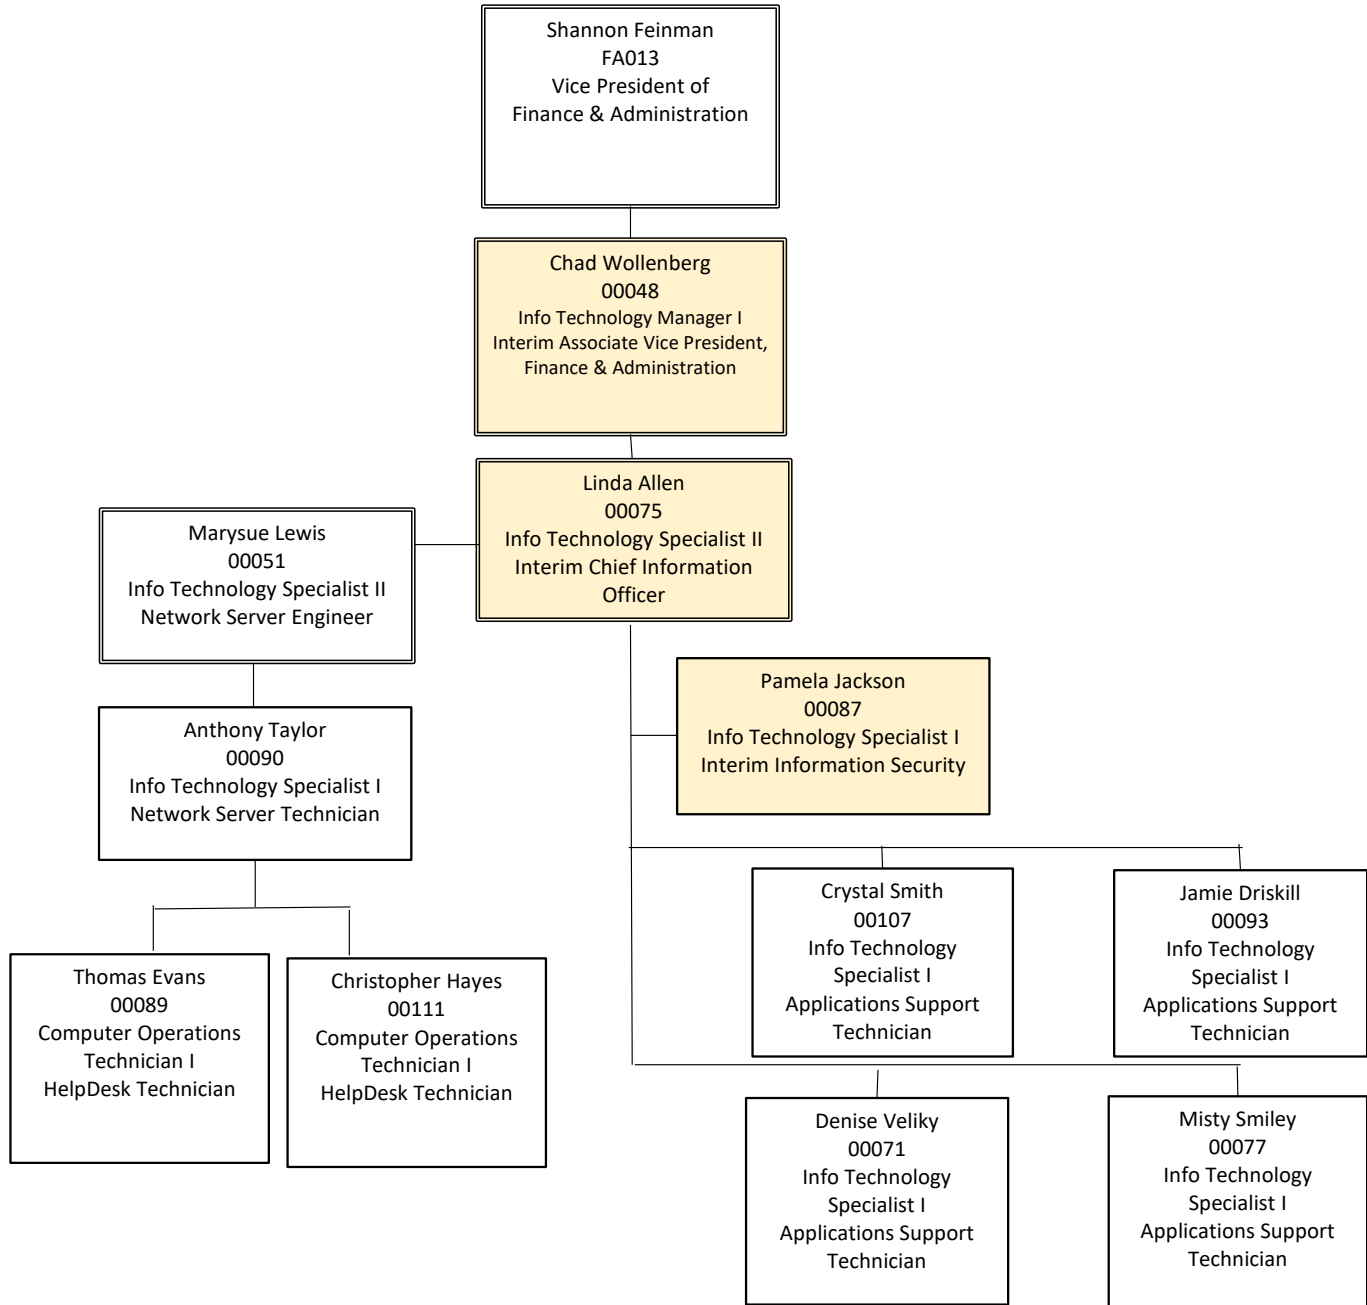 Shannon Feinman
FA013
Vice President of
Finance & Administration
Chad Wollenberg
00048
Info Technology Manager I
Interim Associate Vice President,
Finance & Administration
Linda Allen
00075
Info Technology Specialist II
Interim Chief Information
Officer
Marysue Lewis
00051
Info Technology Specialist II
Network Server Engineer
Pamela Jackson
00087
Info Technology Specialist I
Interim Information Security
Anthony Taylor
00090
Info Technology Specialist I
Network Server Technician
Crystal Smith
00107
Info Technology
Specialist I
Applications Support
Technician
Jamie Driskill
00093
Info Technology
Specialist I
Applications Support
Technician
Thomas Evans
00089
Computer Operations
Technician I
HelpDesk Technician
Christopher Hayes
00111
Computer Operations
Technician I
HelpDesk Technician
Denise Veliky
00071
Info Technology
Specialist I
Applications Support
Technician
Misty Smiley
00077
Info Technology
Specialist I
Applications Support
Technician